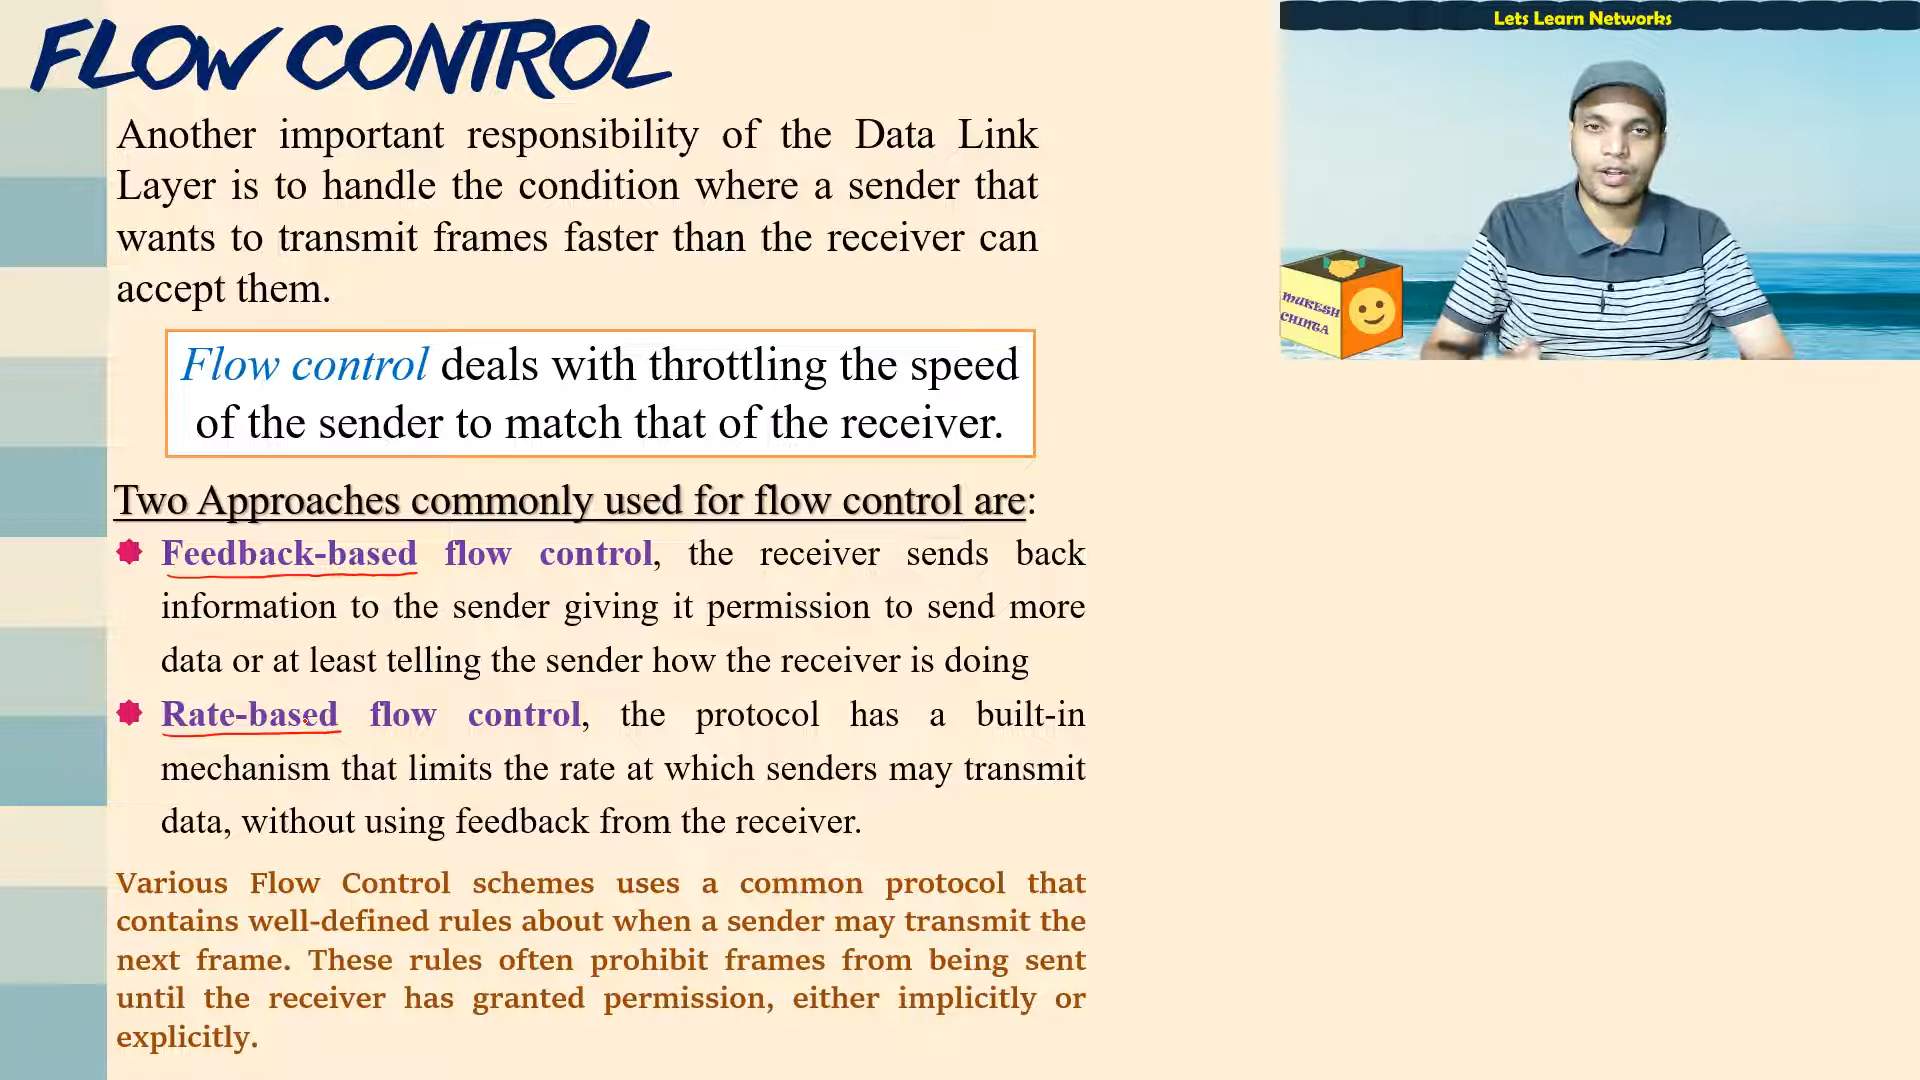 FLOW CONTROL
Lets Learn Networks
Another important responsibility of the Data Link
Layer is to handle the condition where a sender that
wants to transmit frames faster than the receiver can
accept them.
MUKESH
CHINTA
Flow control deals with throttling the speed
of the sender to match that of the receiver.
Two Approaches commonly used for flow control are:
Feedback-based flow control, the receiver sends back
information to the sender giving it permission to send more
data or at least telling the sender how the receiver is doing
Rate-based flow control, the protocol has a built-in
mechanism that limits the rate at which senders may transmit
data, without using feedback from the receiver.
Various Flow Control schemes uses a common protocol that
contains well-defined rules about when a sender may transmit the
next frame. These rules often prohibit frames from being sent
until the receiver has granted permission, either implicitly or
explicitly.